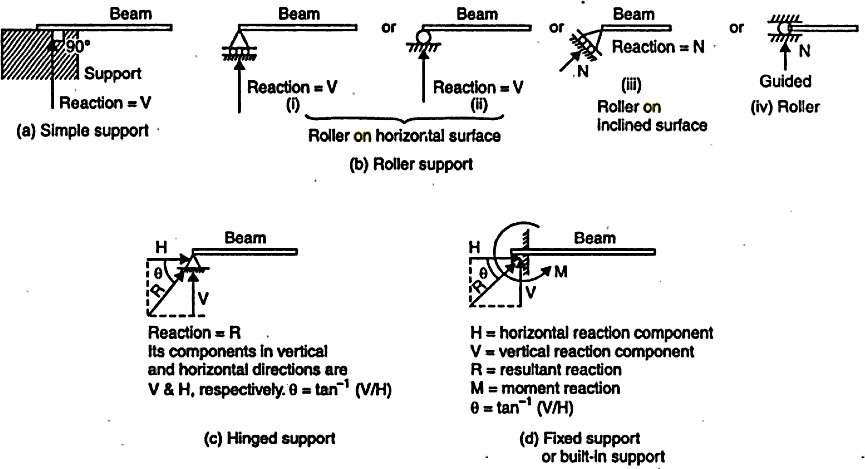 Beam
90°
Support
Reaction = V
(a) Simple support
Beam
Reaction = V
(i)
or
Beam
Reaction = V
(ii)
Roller on horizontal surface
(b) Roller support
or
Beam
Reaction = N
N
(iii)
Roller on
inclined surface
or
Beam
N
Guided
(iv) Roller
H
Beam
θ
R
V
Reaction = R
Its components in vertical
and horizontal directions are
V & H, respectively. θ = tan⁻¹ (V/H)
(c) Hinged support
H
Beam
θ
R
M
V
H = horizontal reaction component
V = vertical reaction component
R = resultant reaction
M = moment reaction
θ = tan⁻¹ (V/H)
(d) Fixed support
or built-in support